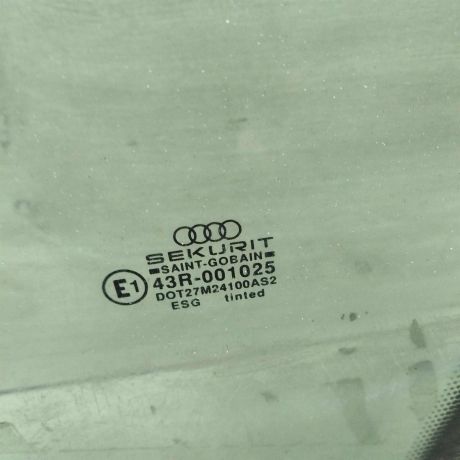 SEKURIT
SAINT-GOBAIN
E1 43R-001025
DOT27M24100AS2
ESG tinted